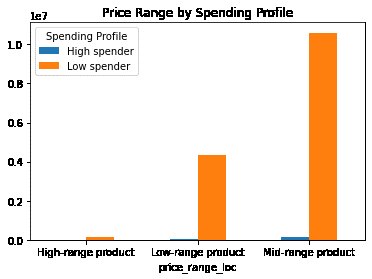 Price Range by Spending Profile
1e7
Spending Profile
High spender
Low spender
1.0
0.8
0.6
0.4
0.2
0.0
High-range product
Low-range product
Mid-range product
price_range_loc